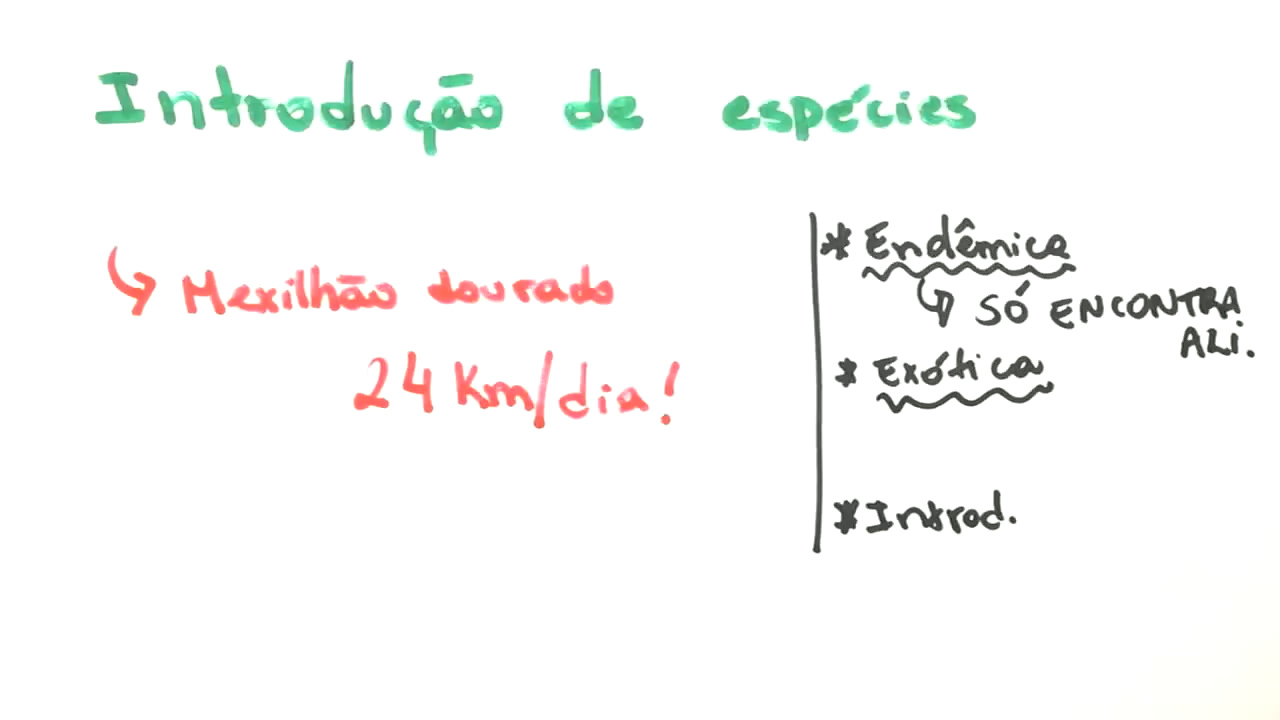 Introdução de espécies
Mexilhão dourado
24 Km/dia!
* Endêmica
SÓ ENCONTRA
ALi.
* Exótica
* Introd.